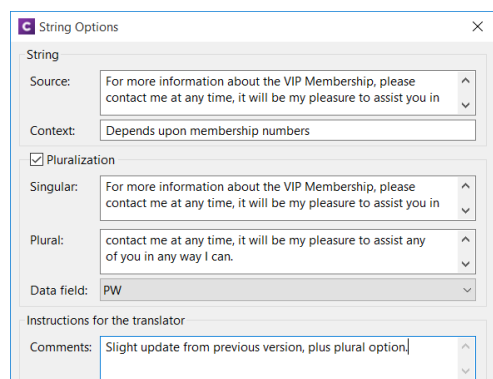 String Options
String
Source:
For more information about the VIP Membership, please
contact me at any time, it will be my pleasure to assist you in
Context:
Depends upon membership numbers
Pluralization
Singular:
For more information about the VIP Membership, please
contact me at any time, it will be my pleasure to assist you in
Plural:
contact me at any time, it will be my pleasure to assist any
of you in any way I can.
Data field:
PW
Instructions for the translator
Comments:
Slight update from previous version, plus plural option.